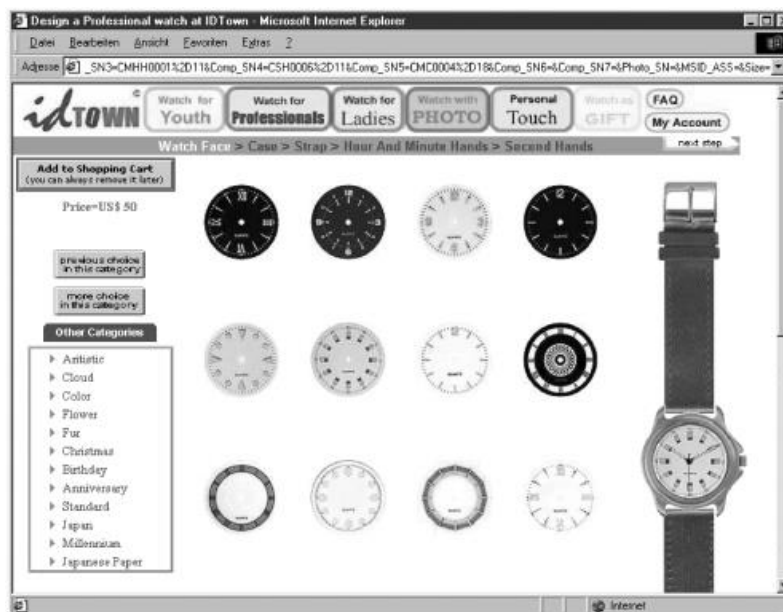 Design a Professional watch at IDTown - Microsoft Internet Explorer
Datei Bearbeiten Ansicht Favoriten Extras ?
Adresse _SN3=CMHH0001%2D11&Comp_SN4=CSH0006%2D11&Comp_SN5=CMC0004%2D18&Comp_SN6=&Comp_SN7=&Photo_SN=&MSID_ASS=&Size=
idTOWN
Watch for Youth
Watch for Professionals
Watch for Ladies
Watch with PHOTO
Personal Touch
Watch as GIFT
FAQ
My Account
Watch Face > Case > Strap > Hour And Minute Hands > Second Hands
next step
Add to Shopping Cart
(you can always remove it later)
Price=US$ 50
previous choice
in this category
more choice
in this category
Other Categories
Aritistic
Cloud
Color
Flower
Fur
Christmas
Birthday
Anniversary
Standard
Japan
Millennium
Japanese Paper
Internet